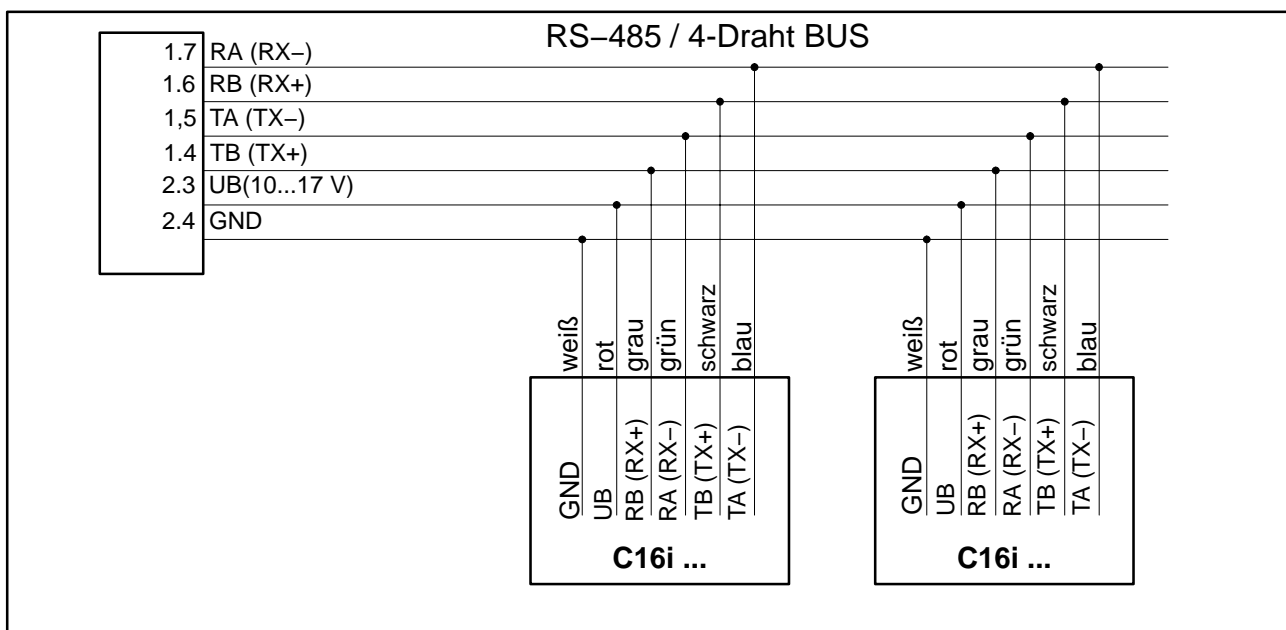 RS−485 / 4-Draht BUS
1.7 RA (RX−)
1.6 RB (RX+)
1,5 TA (TX−)
1.4 TB (TX+)
2.3 UB(10...17 V)
2.4 GND
weiß
rot
grau
grün
schwarz
blau
weiß
rot
grau
grün
schwarz
blau
GND
UB
RB (RX+)
RA (RX−)
TB (TX+)
TA (TX−)
GND
UB
RB (RX+)
RA (RX−)
TB (TX+)
TA (TX−)
C16i ...
C16i ...